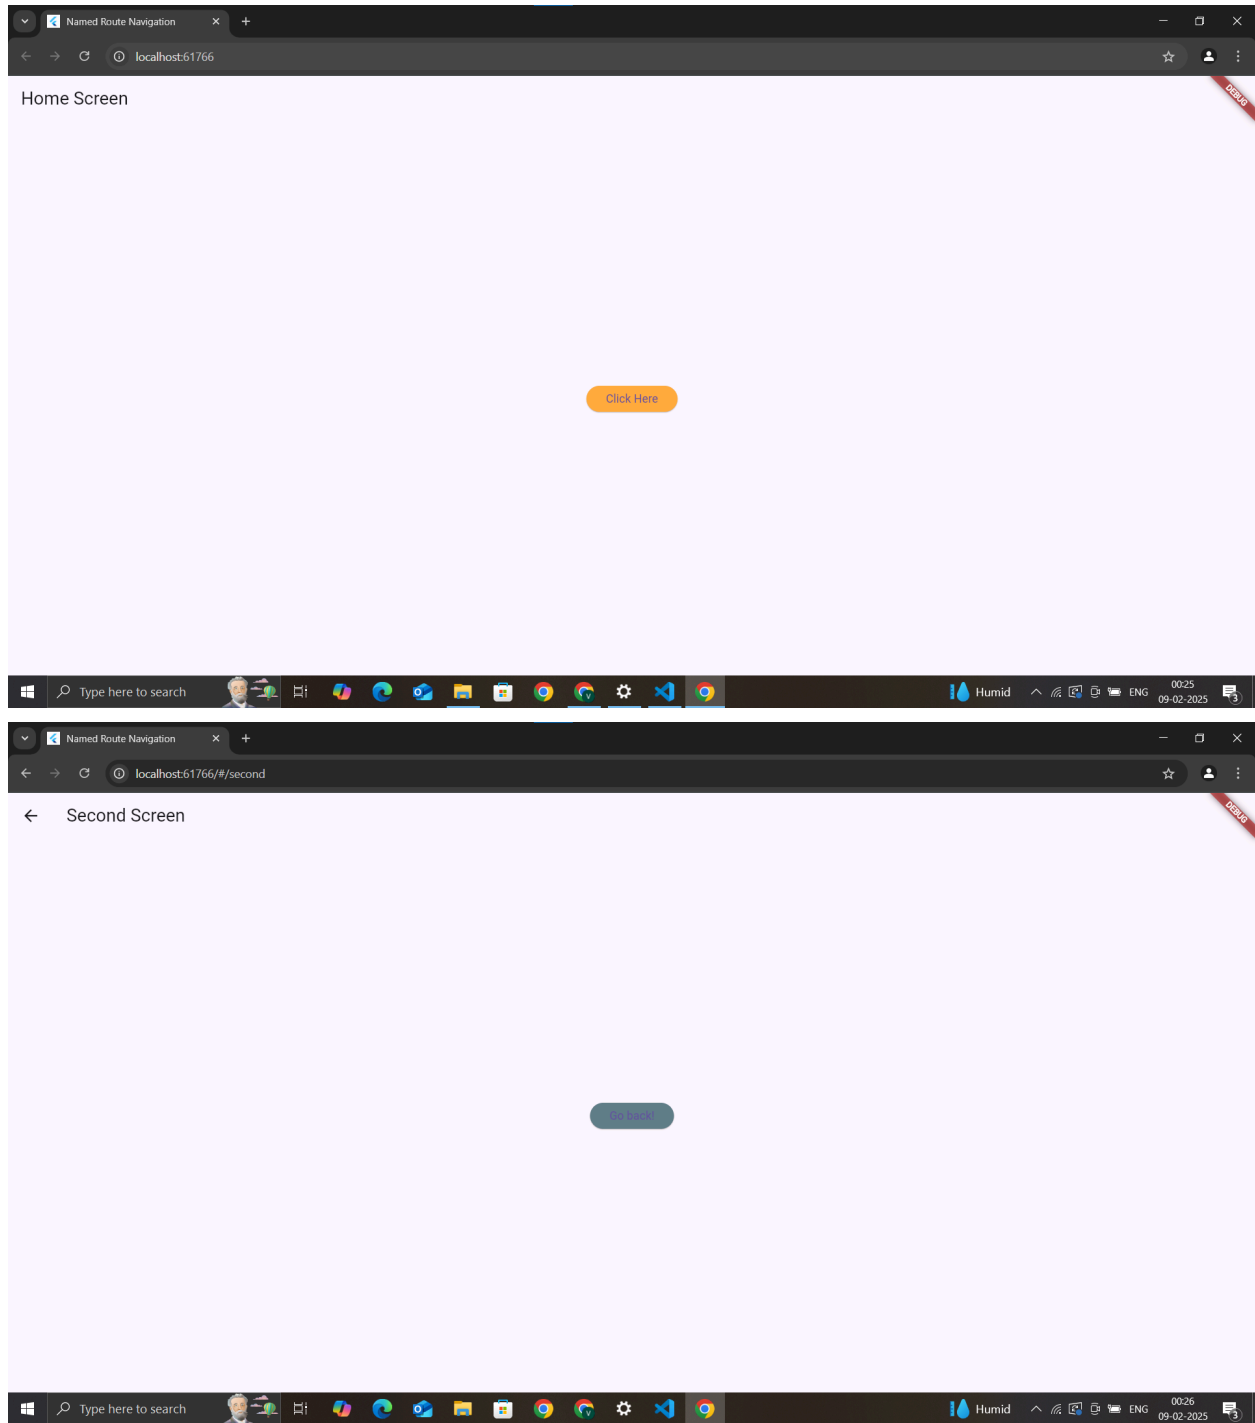 Named Route Navigation
localhost:61766
Home Screen
DEBUG
Click Here
Type here to search
Humid
ENG
00:25
09-02-2025
3
Named Route Navigation
localhost:61766/#/second
Second Screen
DEBUG
Go back!
Type here to search
Humid
ENG
00:26
09-02-2025
3